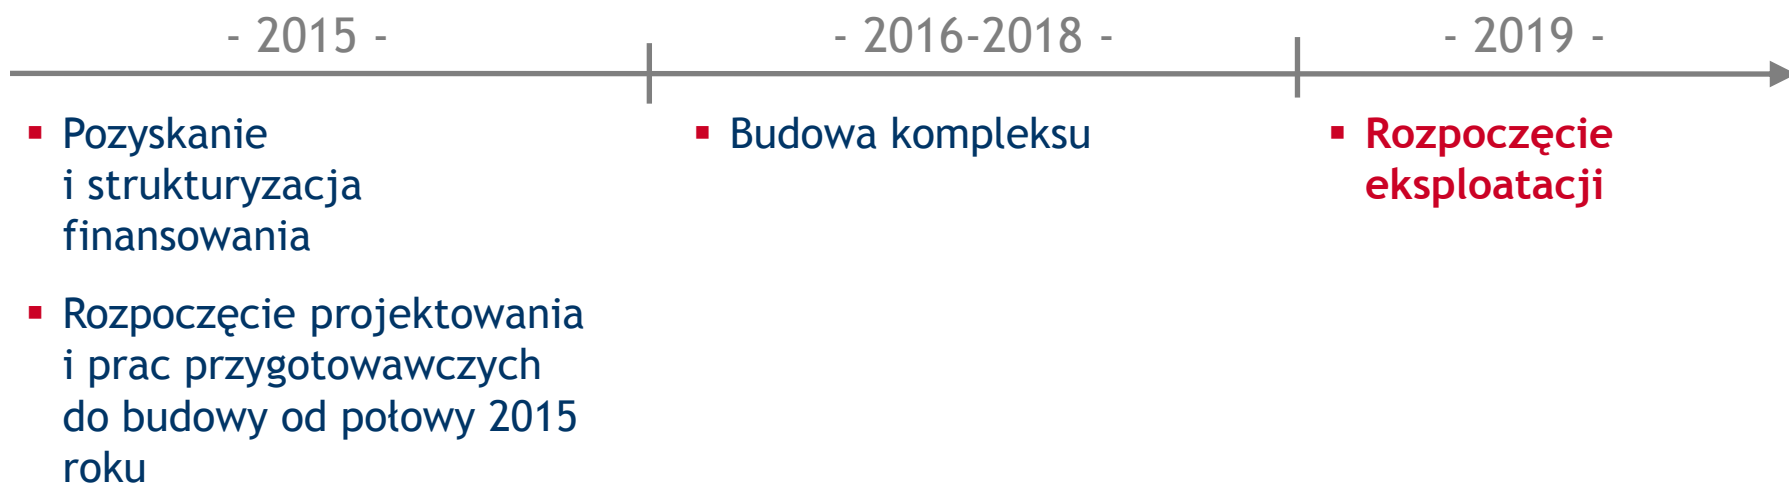 - 2015 -
- 2016-2018 -
- 2019 -
▪ Pozyskanie
i strukturyzacja
finansowania
▪ Rozpoczęcie projektowania
i prac przygotowawczych
do budowy od połowy 2015
roku
▪ Budowa kompleksu
▪ Rozpoczęcie
eksploatacji